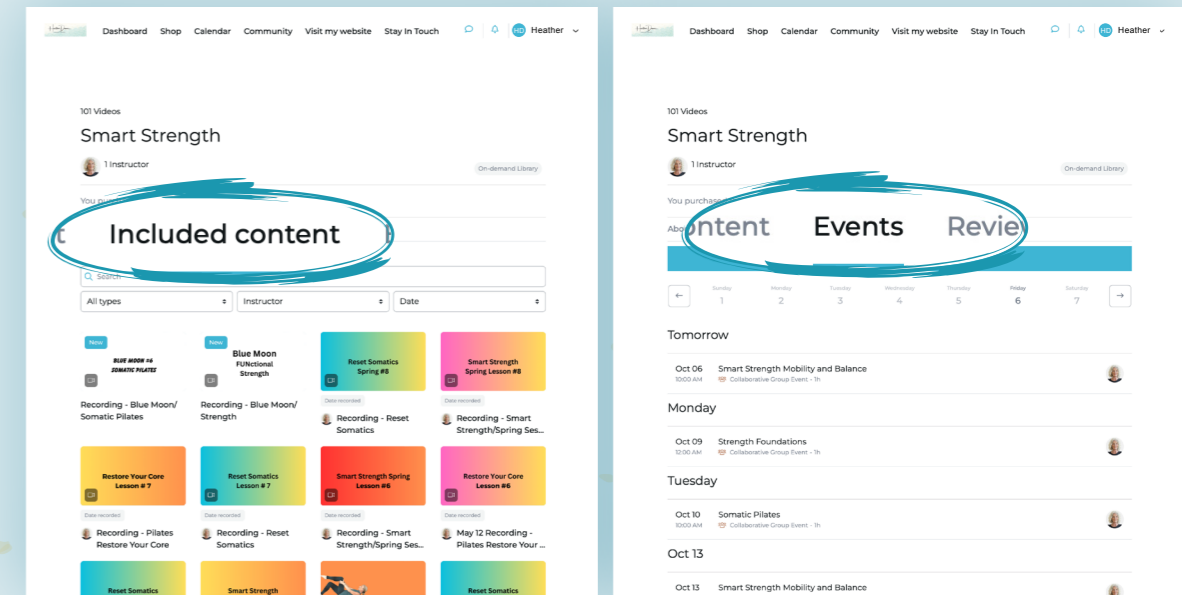 Dashboard Shop Calendar Community Visit my website Stay In Touch HD Heather
101 Videos
Smart Strength
1 Instructor
On-demand Library
You pur
t Included content
Search
All types Instructor Date
New
BLUE MOON #6
SOMATIC PILATES
Recording - Blue Moon/
Somatic Pilates
New
Blue Moon
FUNctional
Strength
Recording - Blue Moon/
Strength
Reset Somatics
Spring #8
Date recorded
Recording - Reset
Somatics
Smart Strength
Spring Lesson #8
Date recorded
Recording - Smart
Strength/Spring Ses...
Restore Your Core
Lesson # 7
Date recorded
Recording - Pilates
Restore Your Core
Reset Somatics
Lesson # 7
Date recorded
Recording - Reset
Somatics
Smart Strength Spring
Lesson #6
Date recorded
Recording - Smart
Strength/Spring Ses...
Restore Your Core
Lesson #6
Date recorded
May 12 Recording -
Pilates Restore Your ...
Reset Somatics
Smart Strength
Reset Somatics
Dashboard Shop Calendar Community Visit my website Stay In Touch HD Heather
101 Videos
Smart Strength
1 Instructor
On-demand Library
You purchase
Abo
ontent Events Revie
Sunday Monday Tuesday Wednesday Thursday Friday Saturday
1 2 3 4 5 6 7
Tomorrow
Oct 06 Smart Strength Mobility and Balance
10:00 AM Collaborative Group Event - 1h
Monday
Oct 09 Strength Foundations
12:00 AM Collaborative Group Event - 1h
Tuesday
Oct 10 Somatic Pilates
10:00 AM Collaborative Group Event - 1h
Oct 13
Oct 13 Smart Strength Mobility and Balance